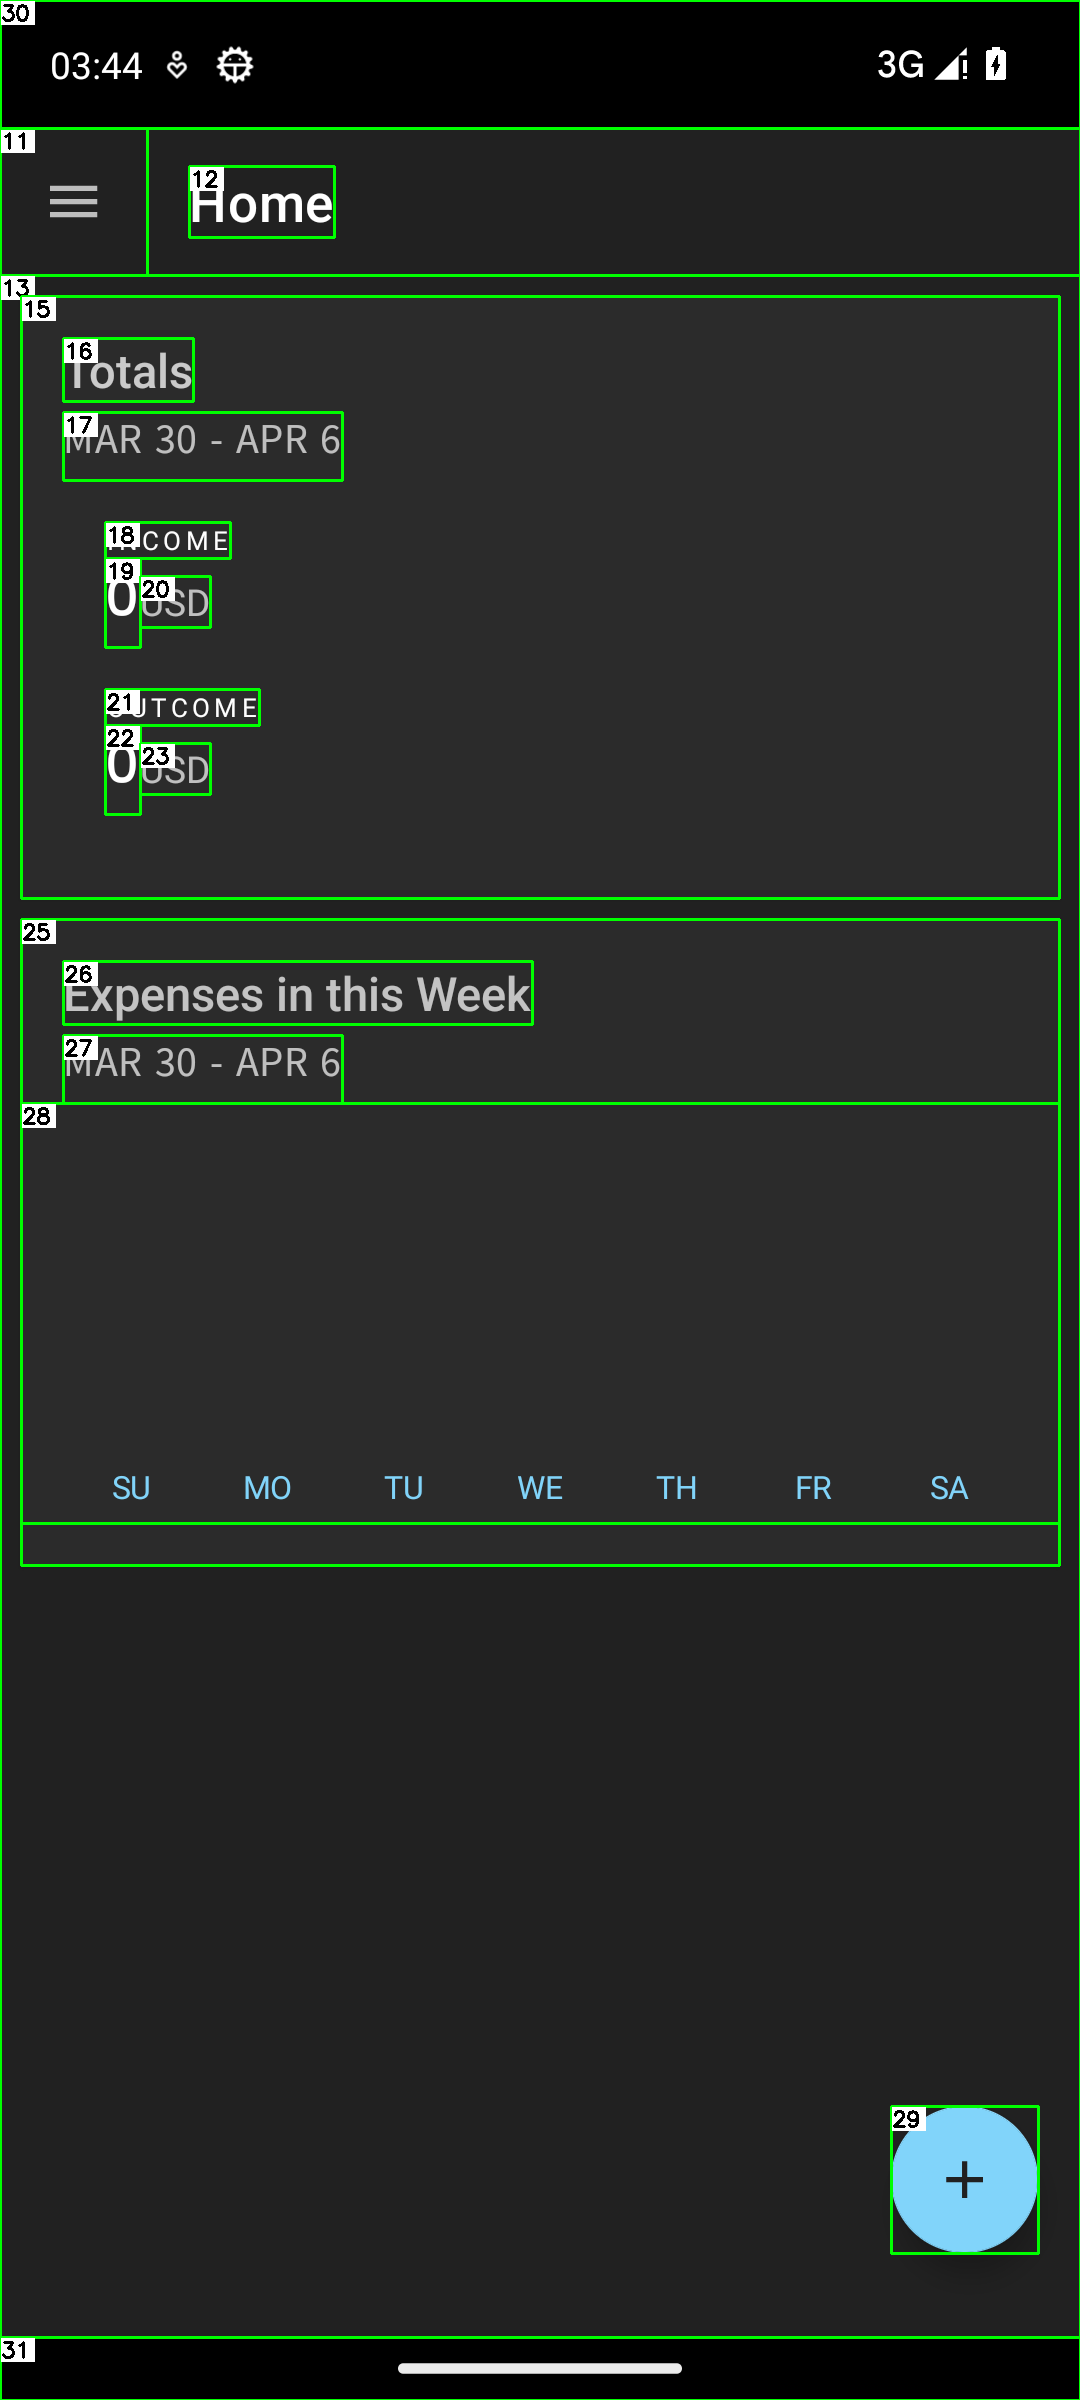 30
03:44 3G
11
12
Home
13
15
16
Totals
17
MAR 30 - APR 6
18
INCOME
19 20
0 USD
21
OUTCOME
22 23
0 USD
25
26
Expenses in this Week
27
MAR 30 - APR 6
28
SU MO TU WE TH FR SA
29
+
31